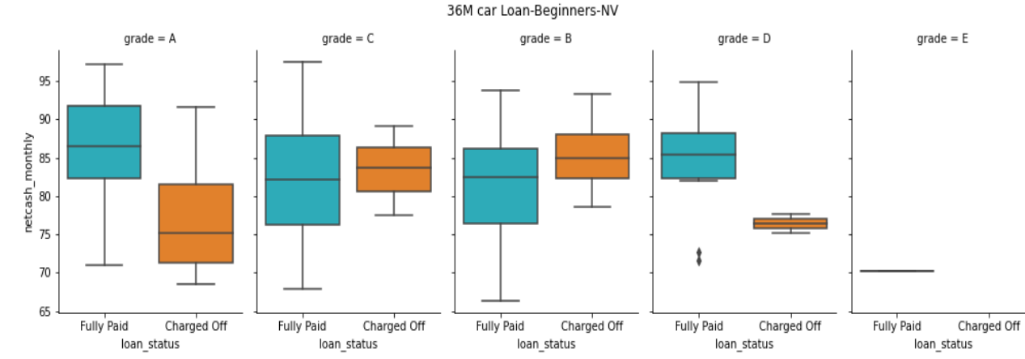 36M car Loan-Beginners-NV
grade = A
grade = C
grade = B
grade = D
grade = E
netcash_monthly
95
90
85
80
75
70
65
Fully Paid Charged Off
Fully Paid Charged Off
Fully Paid Charged Off
Fully Paid Charged Off
Fully Paid Charged Off
loan_status
loan_status
loan_status
loan_status
loan_status